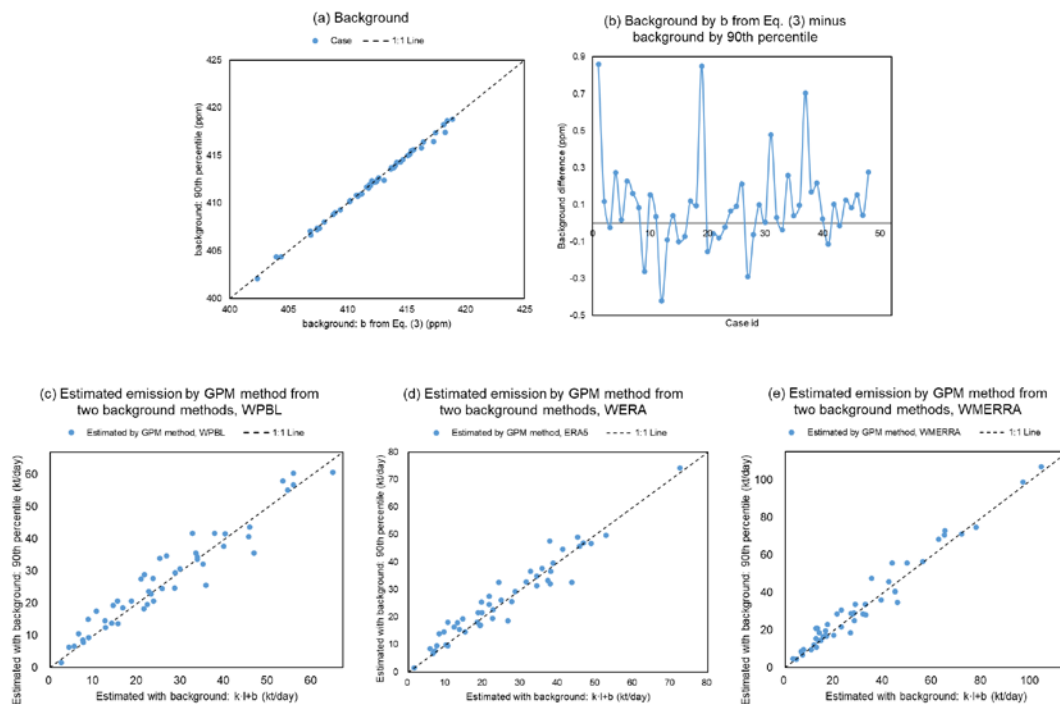 (a) Background
Case 1:1 Line
425
420
415
410
405
400
400 405 410 415 420 425
background: 90th percentile (ppm)
background: b from Eq. (3) (ppm)
(b) Background by b from Eq. (3) minus
background by 90th percentile
0.9
0.7
0.5
0.3
0.1
-0.1
-0.3
-0.5
0 10 20 30 40 50
Background difference (ppm)
Case id
(c) Estimated emission by GPM method from
two background methods, WPBL
Estimated by GPM method, WPBL 1:1 Line
60
50
40
30
20
10
0
0 10 20 30 40 50 60
Estimated with background: 90th percentile (kt/day)
Estimated with background: k·l+b (kt/day)
(d) Estimated emission by GPM method from
two background methods, WERA
Estimated by GPM method, ERA5 1:1 Line
80
70
60
50
40
30
20
10
0
0 10 20 30 40 50 60 70 80
Estimated with background: 90th percentile (kt/day)
Estimated with background: k·l+b (kt/day)
(e) Estimated emission by GPM method from
two background methods, WMERRA
Estimated by GPM method, WMERRA 1:1 Line
100
80
60
40
20
0
0 20 40 60 80 100
Estimated with background: 90th percentile (kt/day)
Estimated with background: k·l+b (kt/day)